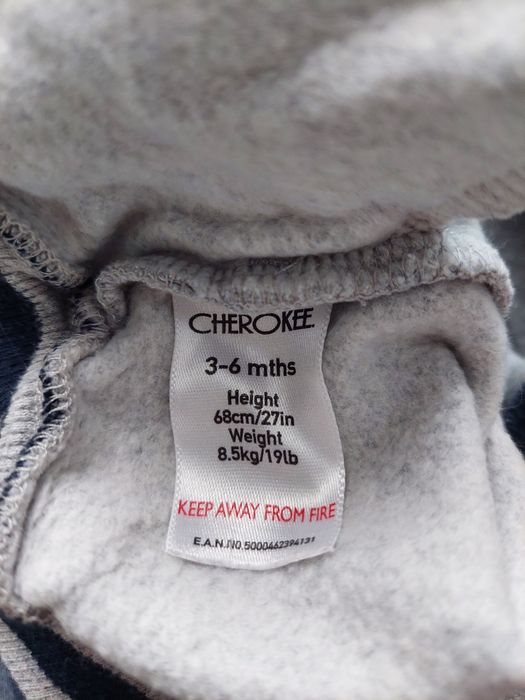 CHEROKEE
3-6 mths
Height
68cm/27in
Weight
8.5kg/19lb
KEEP AWAY FROM FIRE
E.A.N.NO.5000462394131